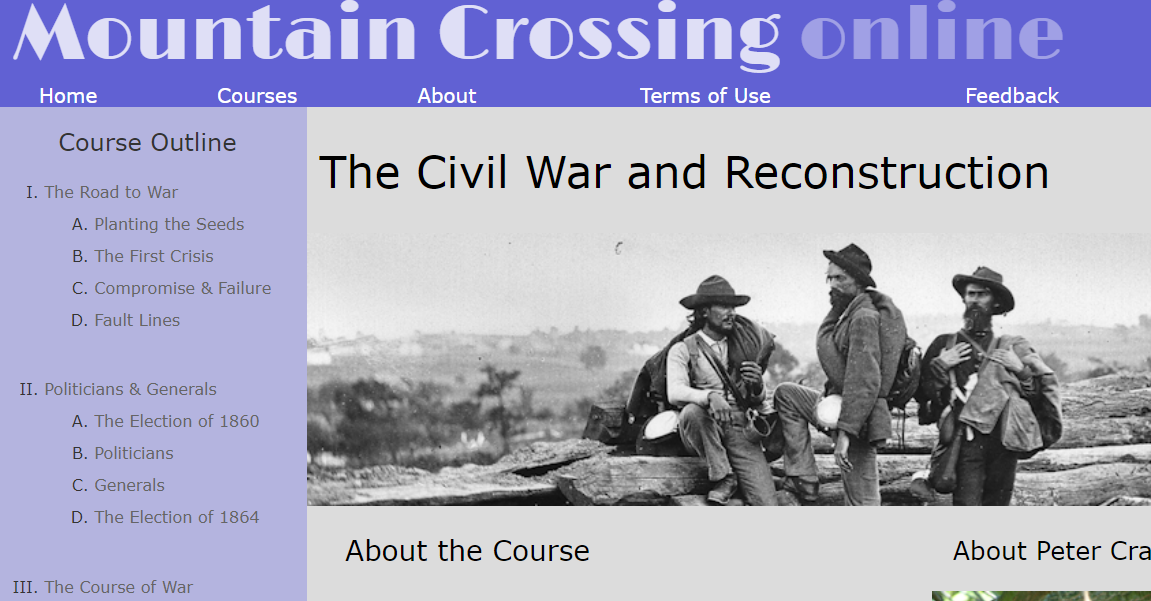 Mountain Crossing online
Home Courses About Terms of Use Feedback
Course Outline
I. The Road to War
A. Planting the Seeds
B. The First Crisis
C. Compromise & Failure
D. Fault Lines
II. Politicians & Generals
A. The Election of 1860
B. Politicians
C. Generals
D. The Election of 1864
III. The Course of War
The Civil War and Reconstruction
About the Course
About Peter Cra